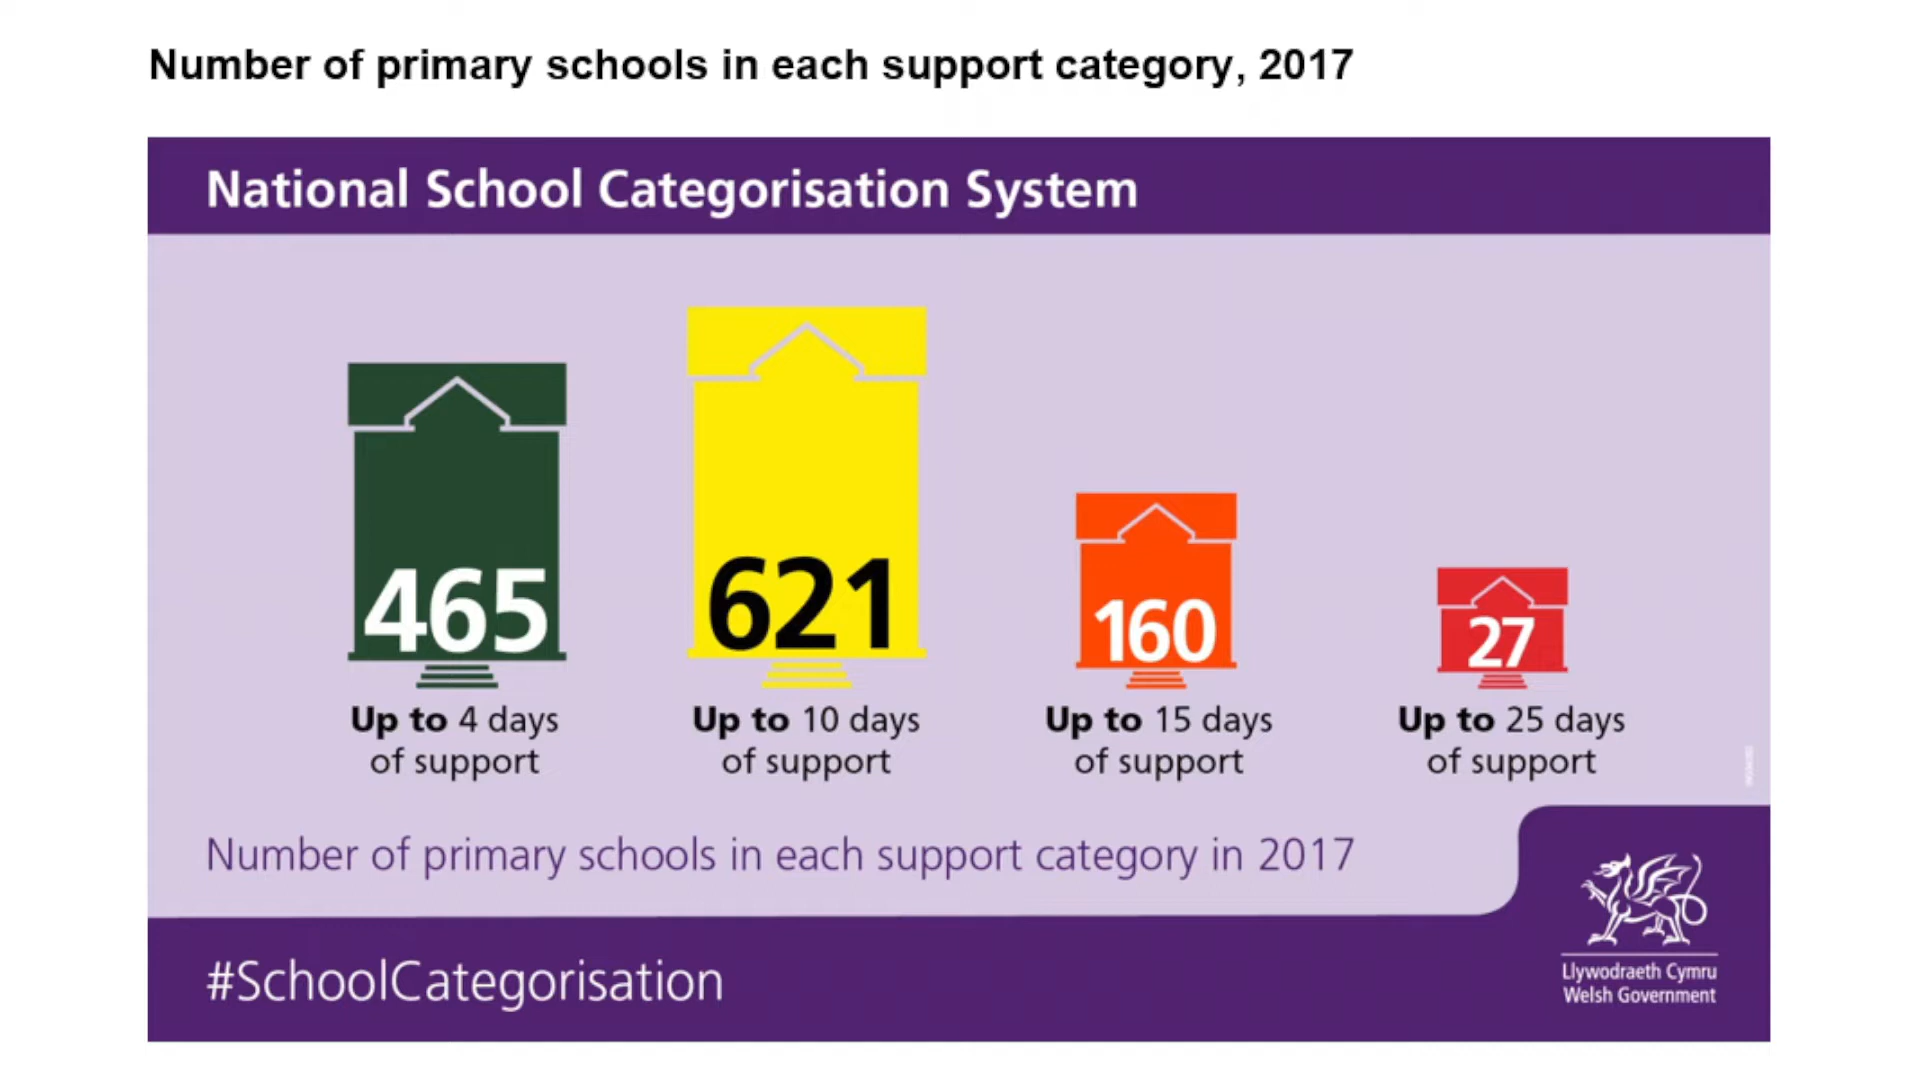 Number of primary schools in each support category, 2017
National School Categorisation System
465
621
160
27
Up to 4 days
of support
Up to 10 days
of support
Up to 15 days
of support
Up to 25 days
of support
Number of primary schools in each support category in 2017
#SchoolCategorisation
Llywodraeth Cymru
Welsh Government